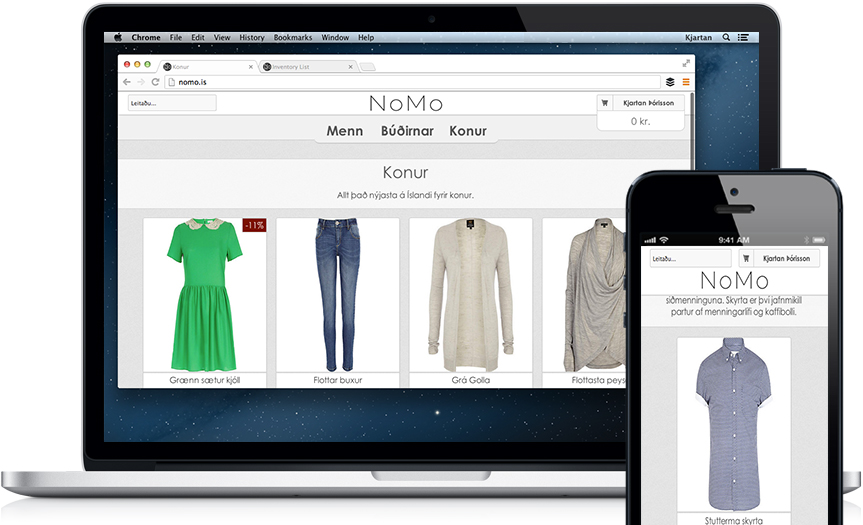 Chrome File Edit View History Bookmarks Window Help Kjartan
Konur Inventory List
nomo.is
Leitaðu... NoMo Kjartan Þórisson
0 kr.
Menn Búðirnar Konur
Konur
Allt það nýjasta á Íslandi fyrir konur.
-11%
Grænn sætur kjóll Flottar buxur Grá Golla Flottasta peys
9:41 AM
Leitaðu... Kjartan Þórisson
NoMo
siðmenninguna. Skyrta er því jafnmikill
partur af menningarlífi og kaffibolli.
Stutterma skyrta